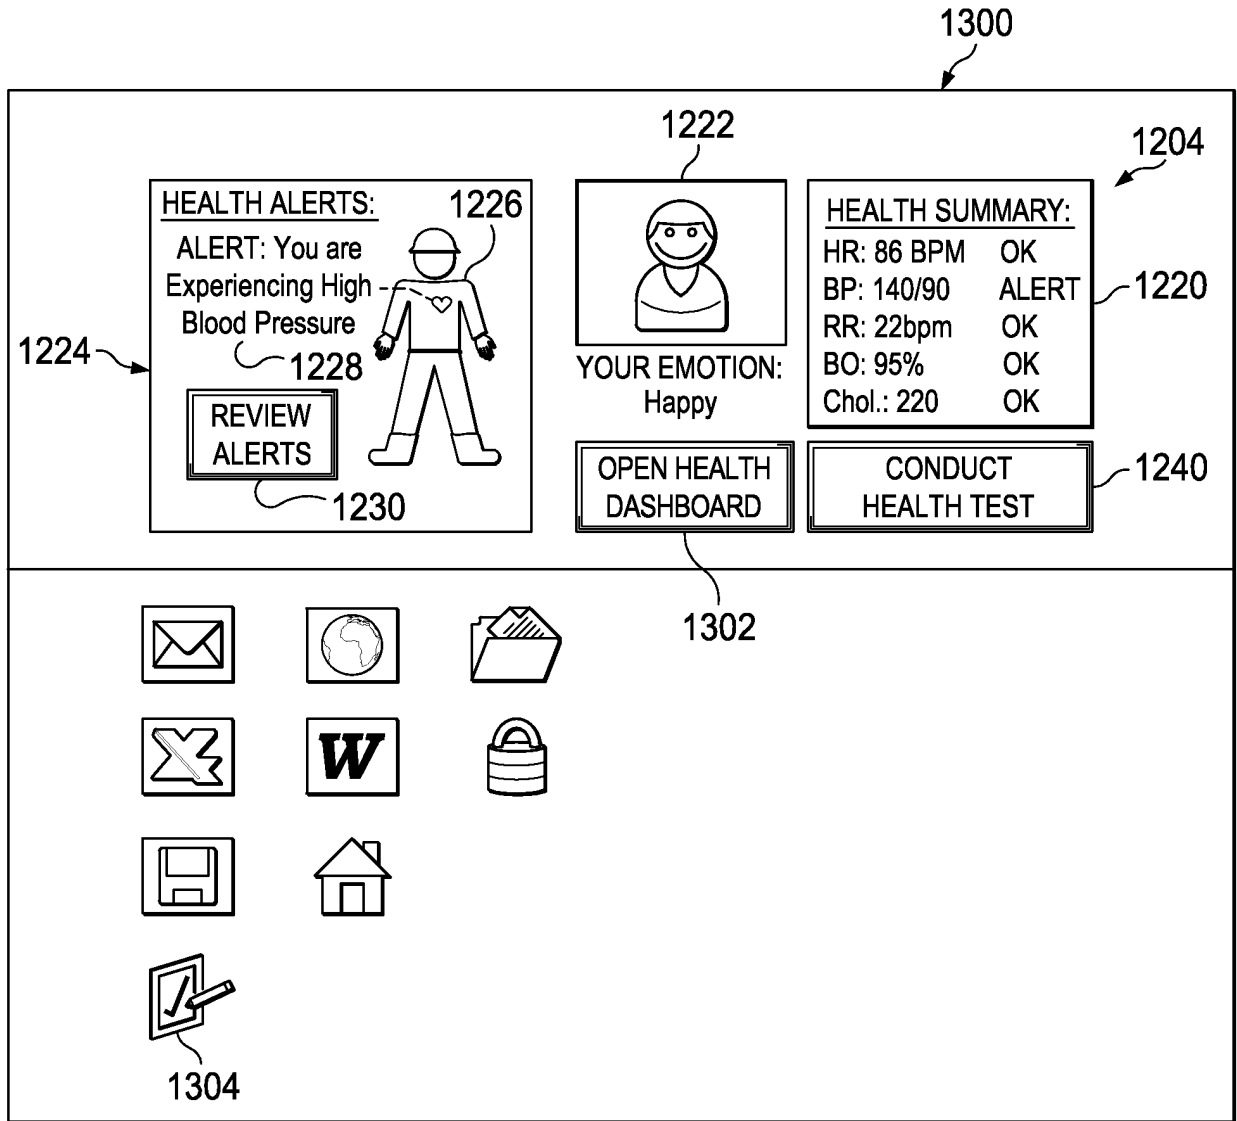 1300
1222
1204
HEALTH ALERTS:
1226
ALERT: You are
Experiencing High
Blood Pressure
1224
1228
REVIEW
ALERTS
1230
YOUR EMOTION:
Happy
HEALTH SUMMARY:
HR: 86 BPM OK
BP: 140/90 ALERT
RR: 22bpm OK
BO: 95% OK
Chol.: 220 OK
1220
OPEN HEALTH
DASHBOARD
CONDUCT
HEALTH TEST
1240
1302
W
1304